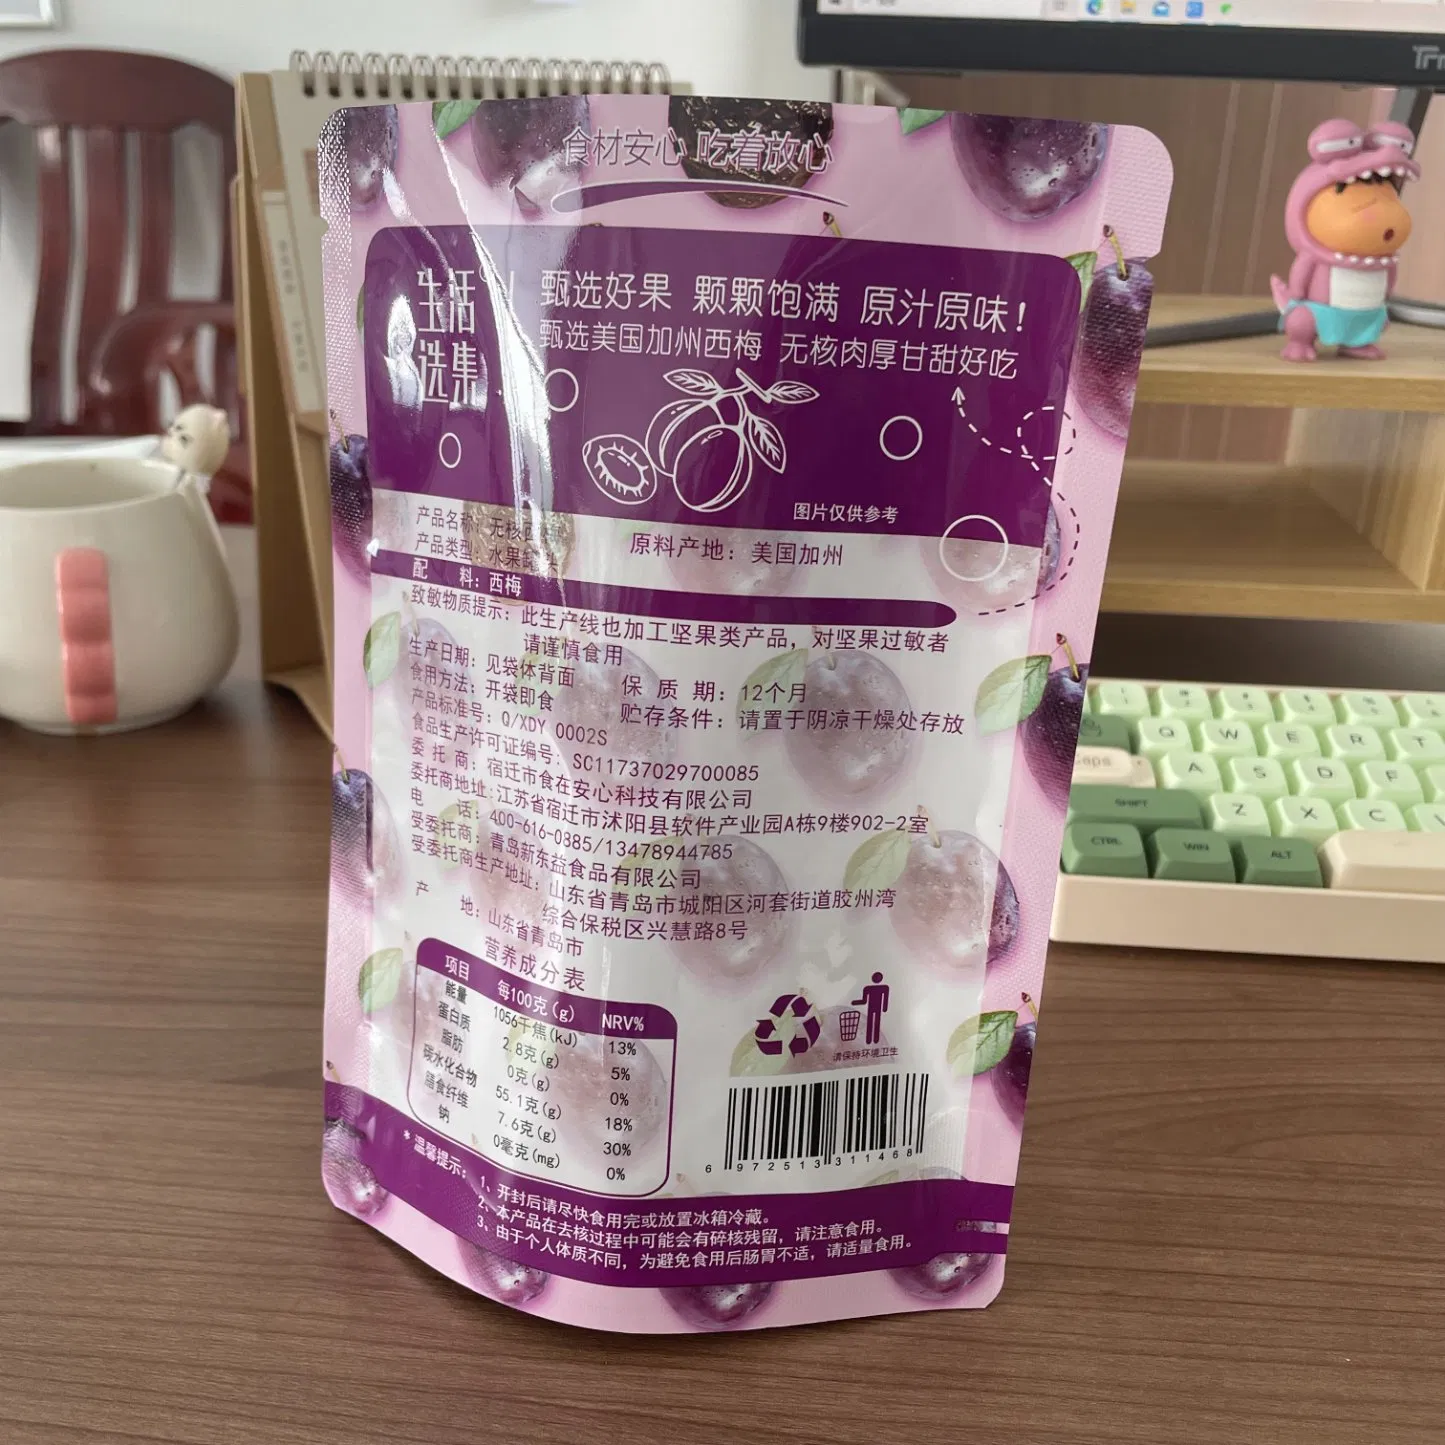 食材安心 吃着放心
生活选集
甄选好果 颗颗饱满 原汁原味!
甄选美国加州西梅 无核肉厚甘甜好吃
图片仅供参考
产品名称: 无核西梅
产品类型: 水果罐头
原料产地: 美国加州
配 料: 西梅
致敏物质提示: 此生产线也加工坚果类产品, 对坚果过敏者
请谨慎食用
生产日期: 见袋体背面
保 质 期: 12个月
食用方法: 开袋即食
贮存条件: 请置于阴凉干燥处存放
产品标准号: Q/XDY 0002S
食品生产许可证编号: SC11737029700085
委 托 商: 宿迁市食在安心科技有限公司
委托商地址: 江苏省宿迁市沭阳县软件产业园A栋9楼902-2室
电 话: 400-616-0885/13478944785
受委托商: 青岛新东益食品有限公司
受委托商生产地址: 山东省青岛市城阳区河套街道胶州湾
综合保税区兴慧路8号
产 地: 山东省青岛市
营养成分表
项目 每100克(g) NRV%
能量 1056千焦(kJ) 13%
蛋白质 2.8克(g) 5%
脂肪 0克(g) 0%
碳水化合物 55.1克(g) 18%
膳食纤维 7.6克(g) 30%
钠 0毫克(mg) 0%
请保持环境卫生
6 972513 311468
*温馨提示: 1、开封后请尽快食用完或放置冰箱冷藏。
2、本产品在去核过程中可能会有碎核残留, 请注意食用。
3、由于个人体质不同, 为避免食用后肠胃不适, 请适量食用。
Q W E R T
Caps A S D F
SHIFT Z X C
CTRL WIN ALT